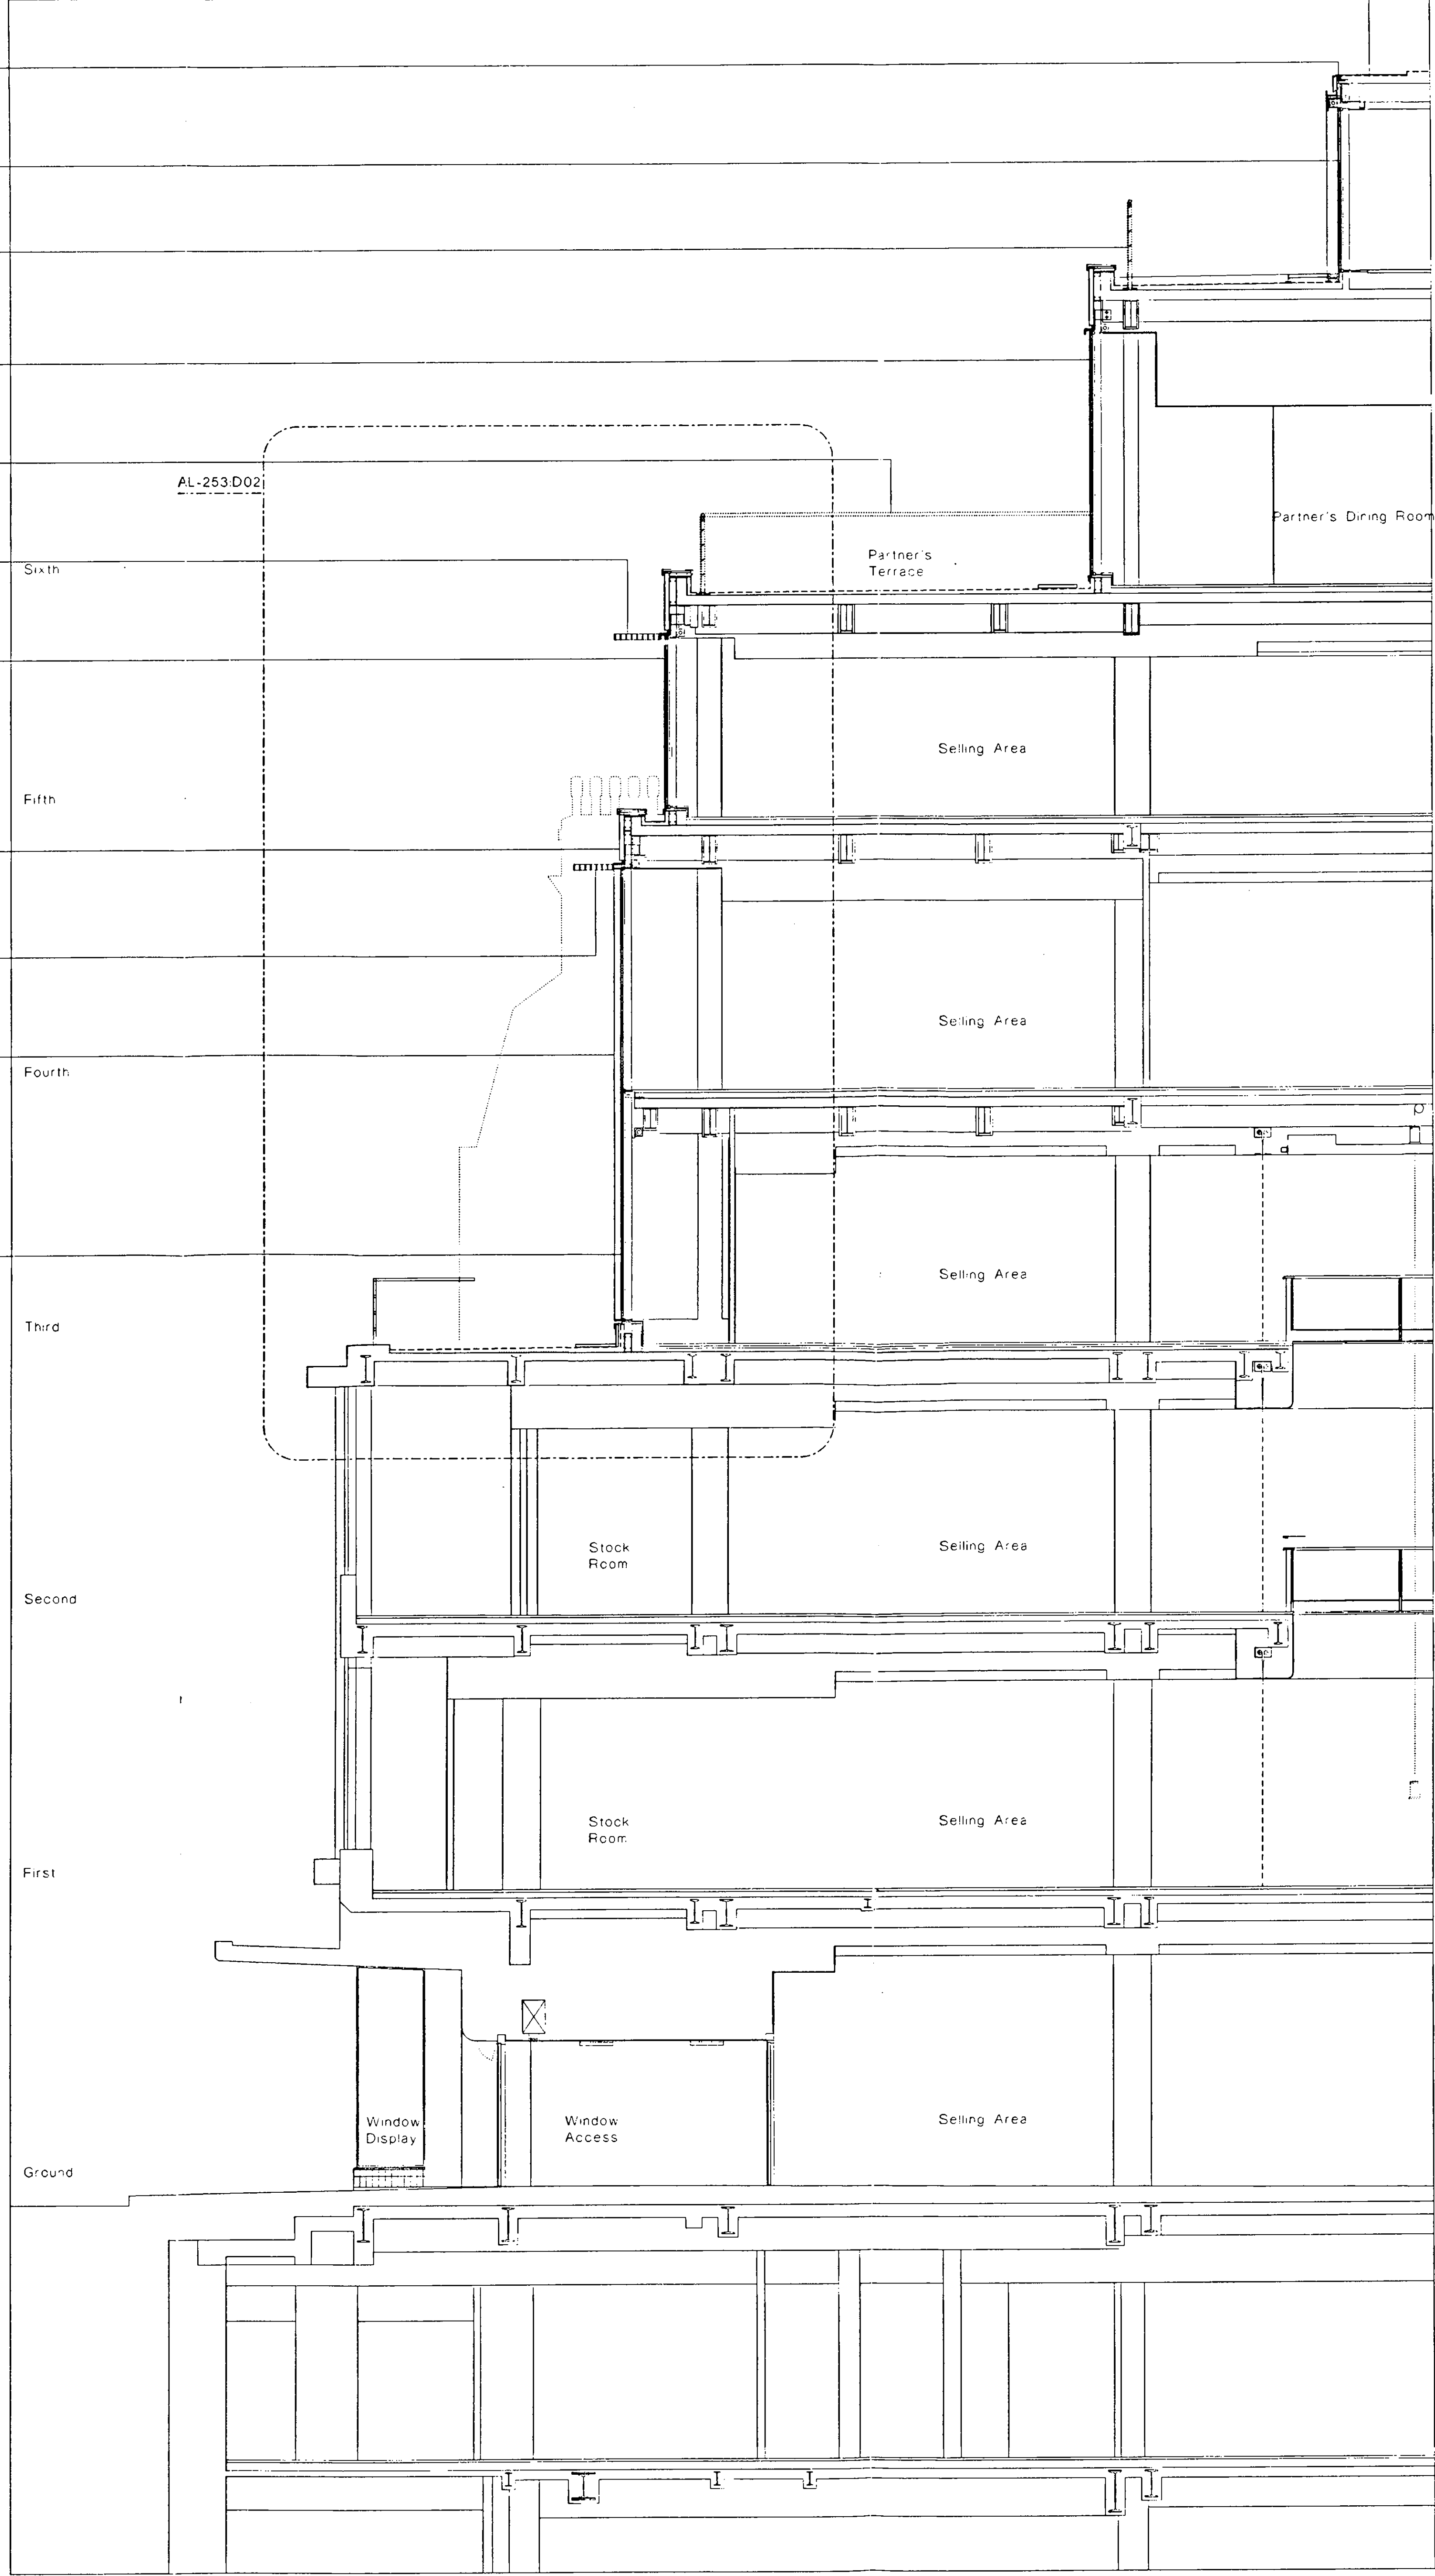 AL-253:D02
Partner's Dining Room
Partner's
Terrace
Sixth
Selling Area
Fifth
Selling Area
Fourth
Selling Area
Third
Stock
Room
Selling Area
Second
Stock
Room
Selling Area
First
Window
Display
Window
Access
Selling Area
Ground